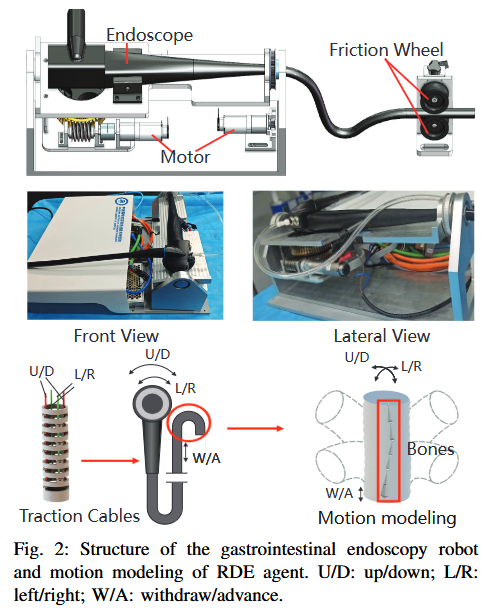 Endoscope
Friction Wheel
Motor
Front View
Lateral View
U/D
L/R
U/D
L/R
W/A
Traction Cables
U/D
L/R
Bones
W/A
Motion modeling
Fig. 2: Structure of the gastrointestinal endoscopy robot
and motion modeling of RDE agent. U/D: up/down; L/R:
left/right; W/A: withdraw/advance.